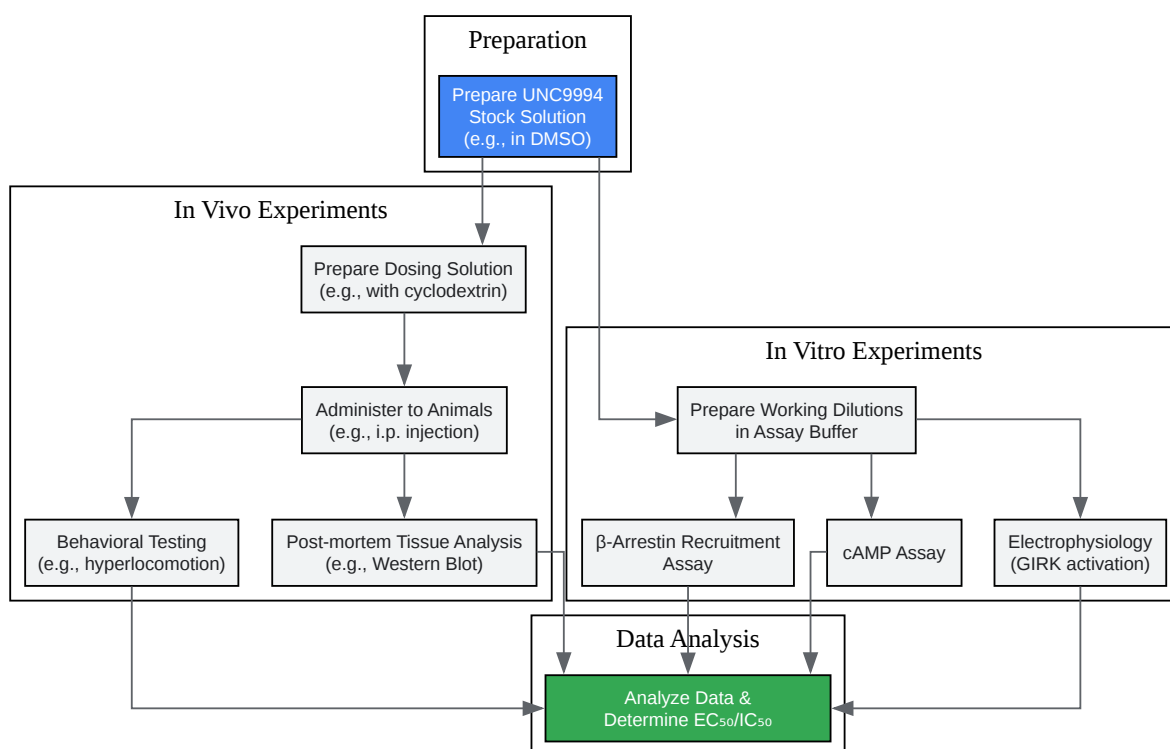 Preparation
Prepare UNC9994
Stock Solution
(e.g., in DMSO)
In Vivo Experiments
Prepare Dosing Solution
(e.g., with cyclodextrin)
Administer to Animals
(e.g., i.p. injection)
Behavioral Testing
(e.g., hyperlocomotion)
Post-mortem Tissue Analysis
(e.g., Western Blot)
In Vitro Experiments
Prepare Working Dilutions
in Assay Buffer
β-Arrestin Recruitment
Assay
cAMP Assay
Electrophysiology
(GIRK activation)
Data Analysis
Analyze Data &
Determine EC₅₀/IC₅₀